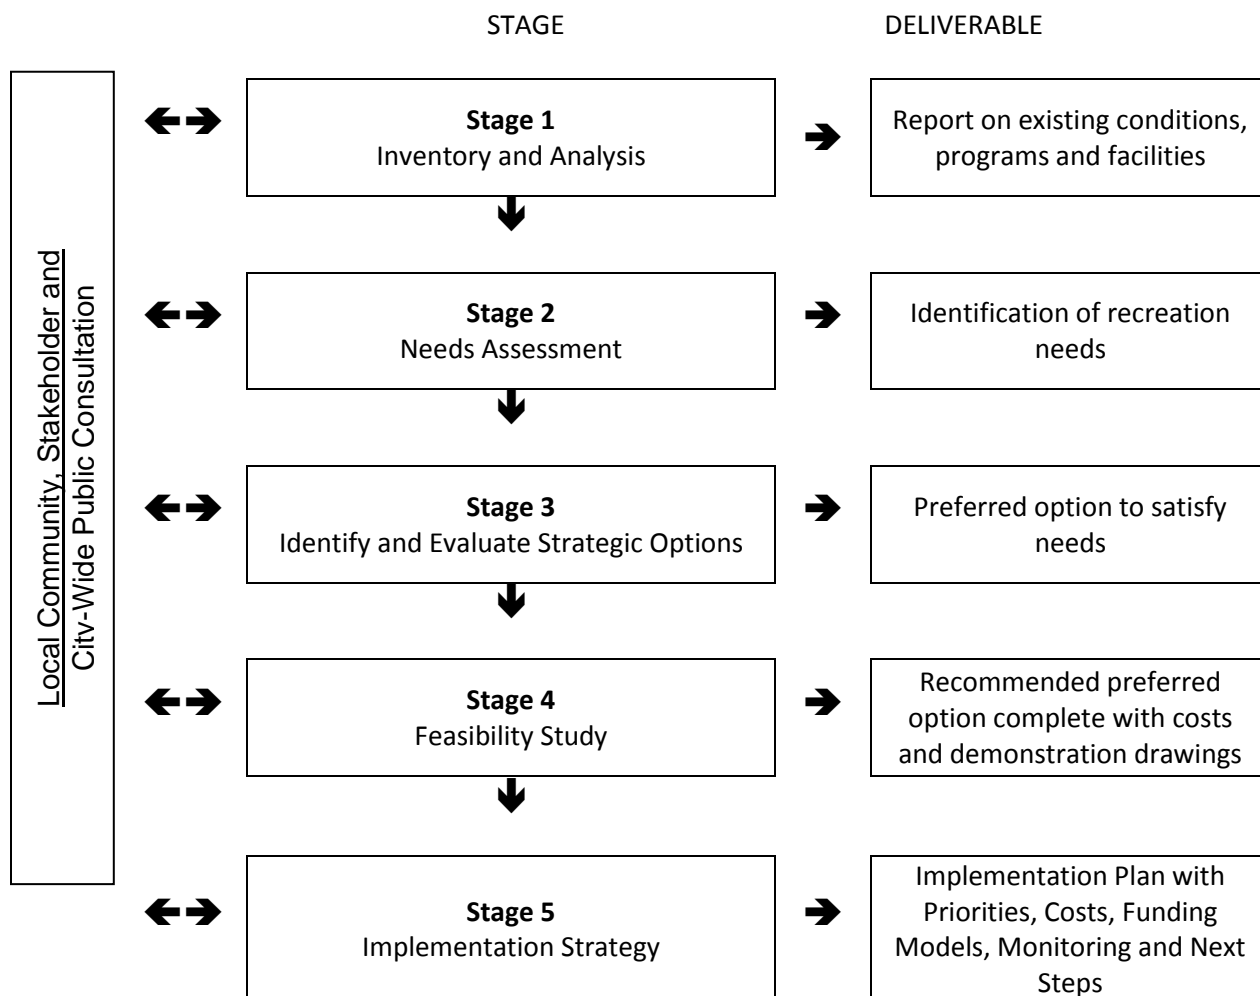 STAGE
DELIVERABLE
Local Community, Stakeholder and
City-Wide Public Consultation
Stage 1
Inventory and Analysis
Report on existing conditions,
programs and facilities
Stage 2
Needs Assessment
Identification of recreation
needs
Stage 3
Identify and Evaluate Strategic Options
Preferred option to satisfy
needs
Stage 4
Feasibility Study
Recommended preferred
option complete with costs
and demonstration drawings
Stage 5
Implementation Strategy
Implementation Plan with
Priorities, Costs, Funding
Models, Monitoring and Next
Steps